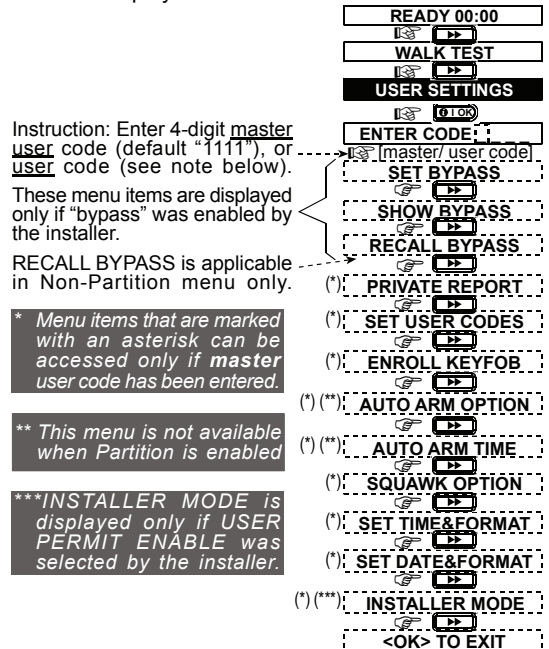 READY 00:00
WALK TEST
USER SETTINGS
OK
ENTER CODE
Instruction: Enter 4-digit master
user code (default "1111"), or
user code (see note below).
[master/ user code]
These menu items are displayed
only if "bypass" was enabled by
the installer.
SET BYPASS
SHOW BYPASS
RECALL BYPASS
RECALL BYPASS is applicable
in Non-Partition menu only.
(*) PRIVATE REPORT
(*) SET USER CODES
(*) ENROLL KEYFOB
* Menu items that are marked
with an asterisk can be
accessed only if master
user code has been entered.
(*) (**) AUTO ARM OPTION
(*) (**) AUTO ARM TIME
** This menu is not available
when Partition is enabled
(*) SQUAWK OPTION
(*) SET TIME&FORMAT
(*) SET DATE&FORMAT
***INSTALLER MODE is
displayed only if USER
PERMIT ENABLE was
selected by the installer.
(*) (***) INSTALLER MODE
<OK> TO EXIT